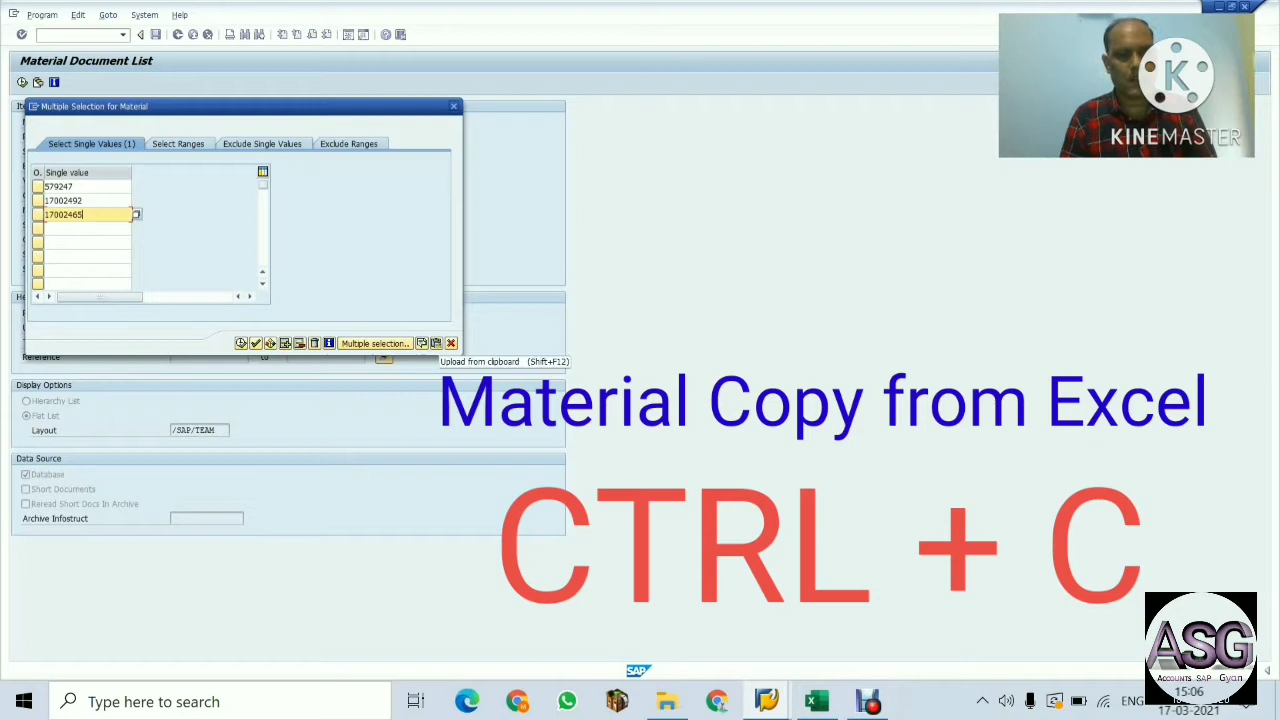 Program Edit Goto System Help
Material Document List
Multiple Selection for Material
Select Single Values (1) Select Ranges Exclude Single Values Exclude Ranges
O. Single value
579247
17002492
17002465
Multiple selection..
Reference to
Upload from clipboard (Shift+F12)
Display Options
Hierarchy List
Flat List
Layout /SAP/TEAM
Data Source
Database
Short Documents
Reread Short Docs In Archive
Archive Infostruct
Material Copy from Excel
CTRL + C
K
KINEMASTER
ASG
Accounts SAP Gyan
SAP
Type here to search
ENG
15:06
17-03-2021